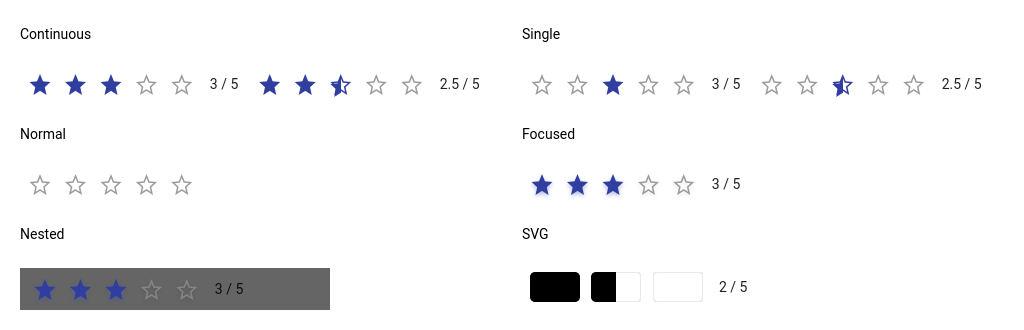 Continuous
3 / 5
2.5 / 5
Single
3 / 5
2.5 / 5
Normal
Focused
3 / 5
Nested
3 / 5
SVG
2 / 5